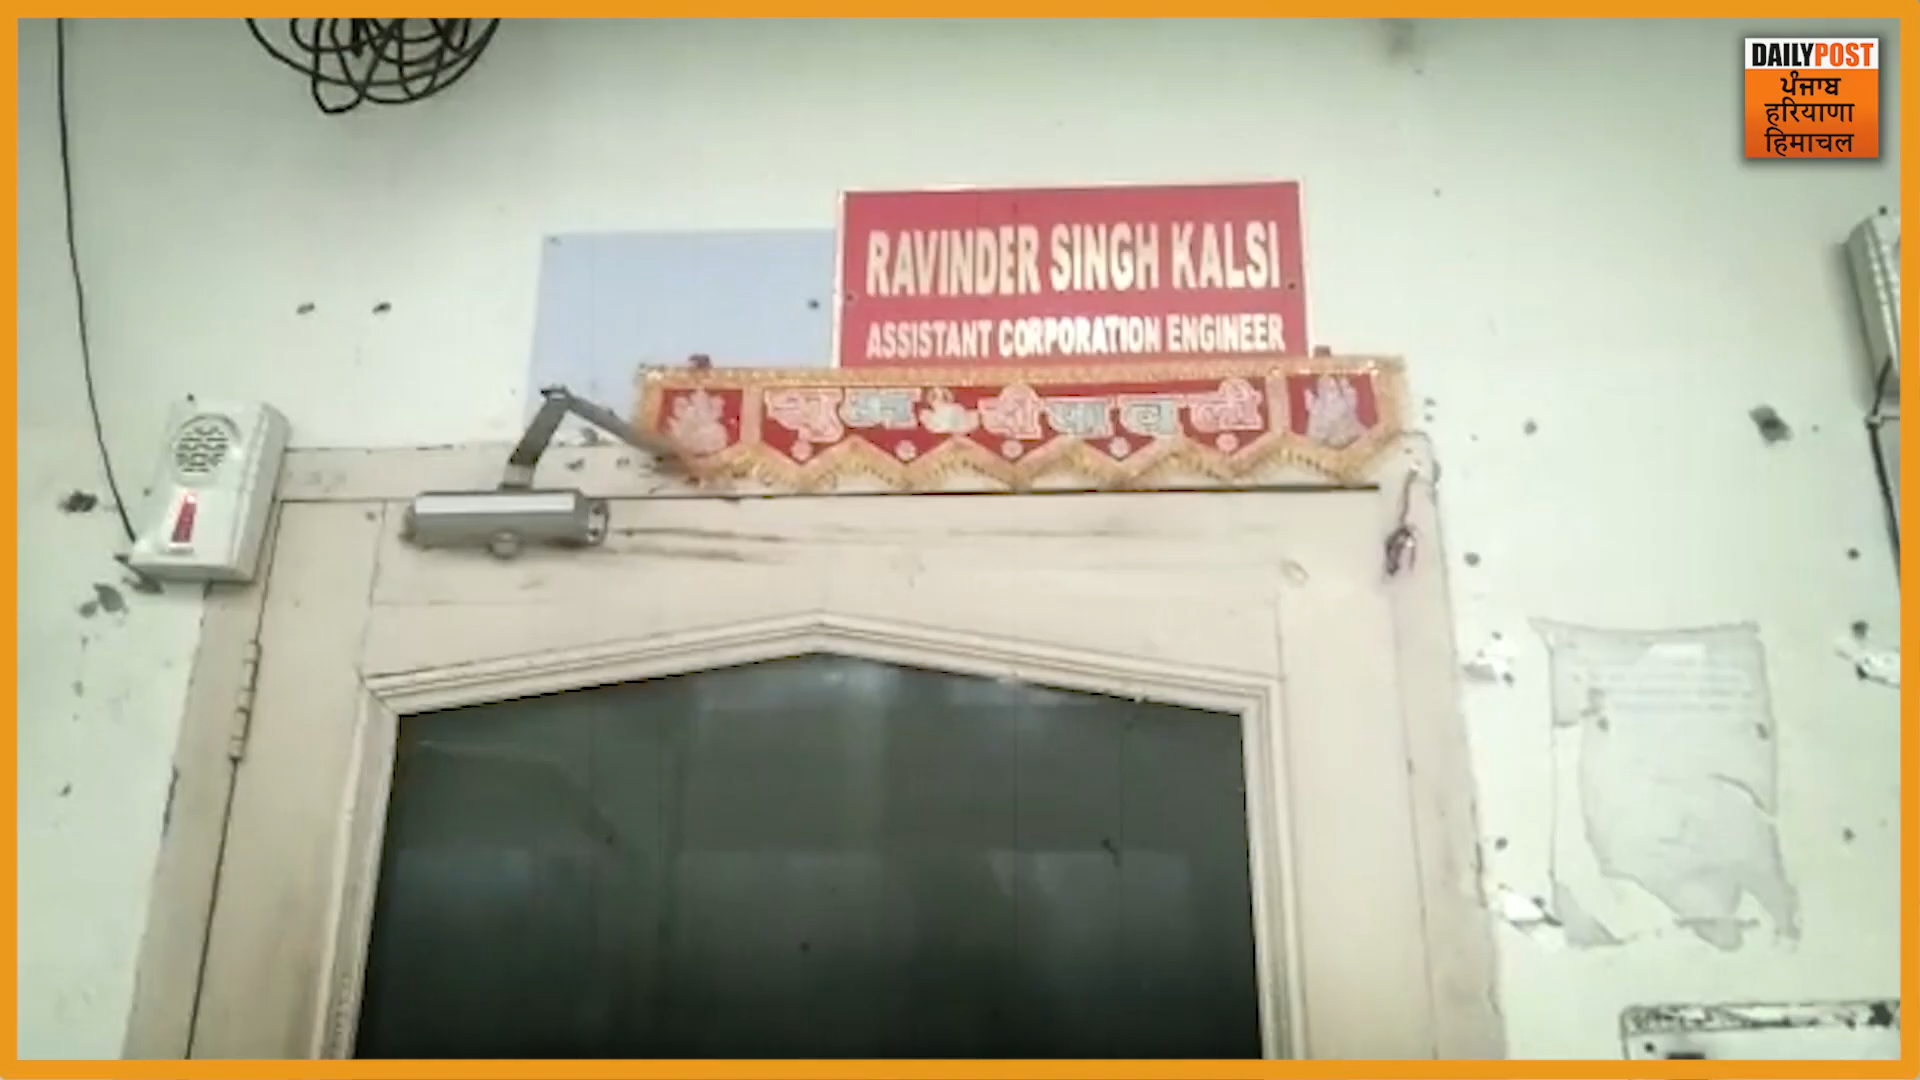 DAILYPOST
ਪੰਜਾਬ
हरियाणा
हिमाचल
RAVINDER SINGH KALSI
ASSISTANT CORPORATION ENGINEER
शुभ दीपावली